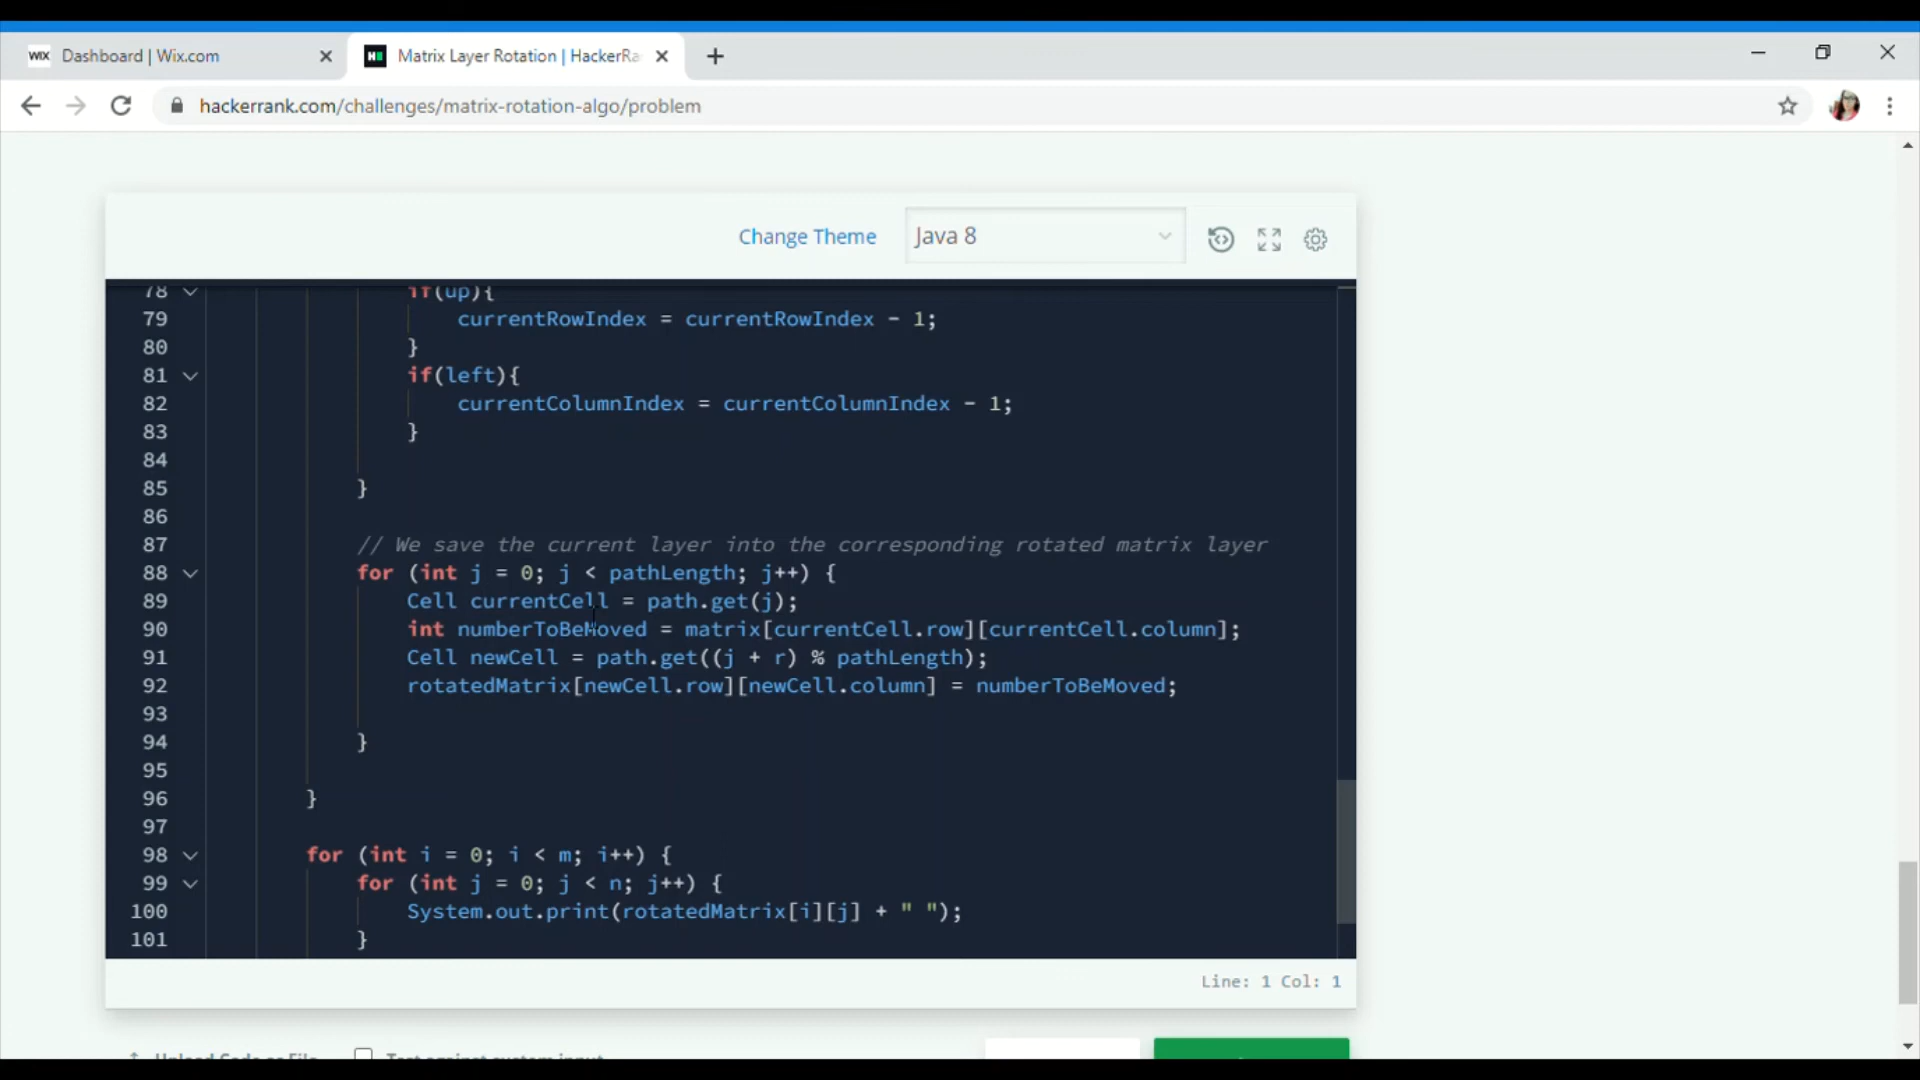 WIX Dashboard | Wix.com
H Matrix Layer Rotation | HackerRa
hackerrank.com/challenges/matrix-rotation-algo/problem
Change Theme Java 8
78 if(up){
79 currentRowIndex = currentRowIndex - 1;
80 }
81 if(left){
82 currentColumnIndex = currentColumnIndex - 1;
83 }
84
85 }
86
87 // We save the current layer into the corresponding rotated matrix layer
88 for (int j = 0; j < pathLength; j++) {
89 Cell currentCell = path.get(j);
90 int numberToBeMoved = matrix[currentCell.row][currentCell.column];
91 Cell newCell = path.get((j + r) % pathLength);
92 rotatedMatrix[newCell.row][newCell.column] = numberToBeMoved;
93
94 }
95
96 }
97
98 for (int i = 0; i < m; i++) {
99 for (int j = 0; j < n; j++) {
100 System.out.print(rotatedMatrix[i][j] + " ");
101 }
Line: 1 Col: 1
Upload Code as File Test against custom input